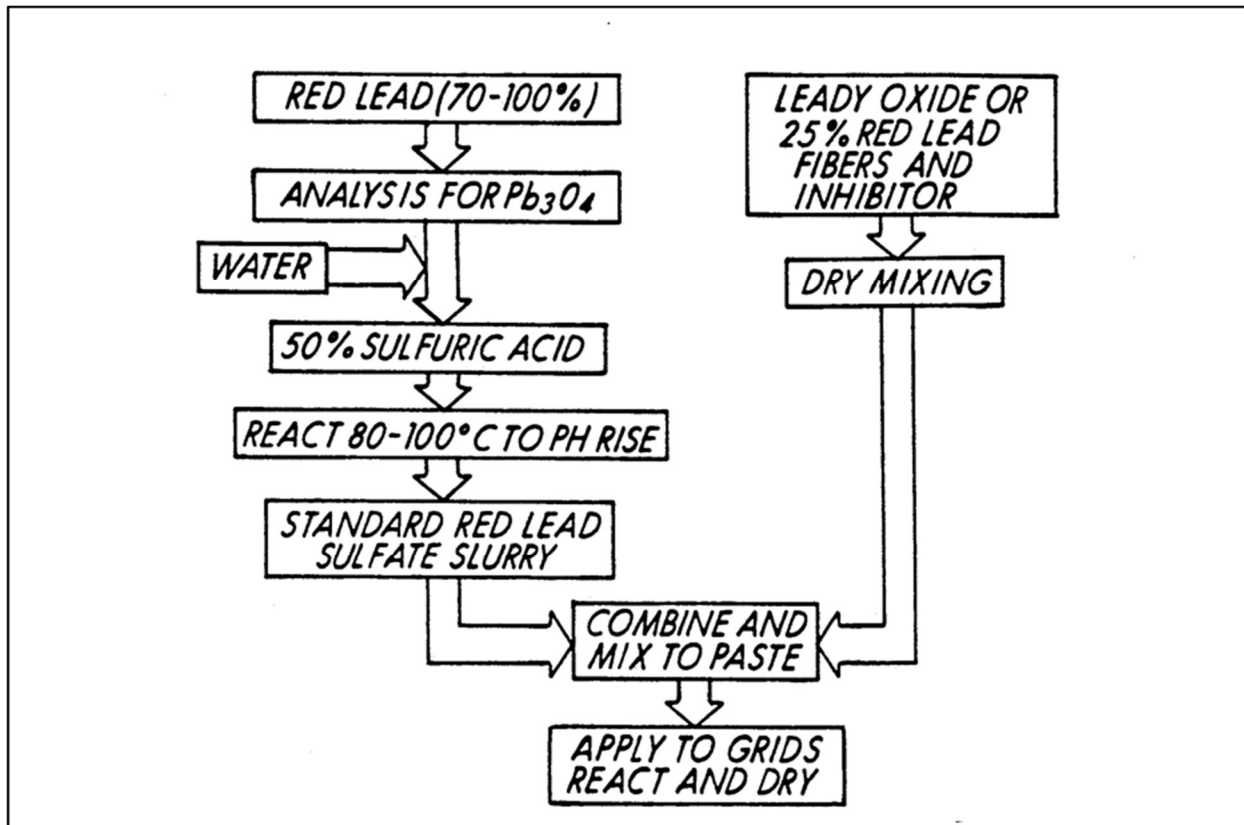 RED LEAD (70-100%)
ANALYSIS FOR Pb₃O₄
WATER
50% SULFURIC ACID
REACT 80-100°C TO PH RISE
STANDARD RED LEAD
SULFATE SLURRY
LEADY OXIDE OR
25% RED LEAD
FIBERS AND
INHIBITOR
DRY MIXING
COMBINE AND
MIX TO PASTE
APPLY TO GRIDS
REACT AND DRY